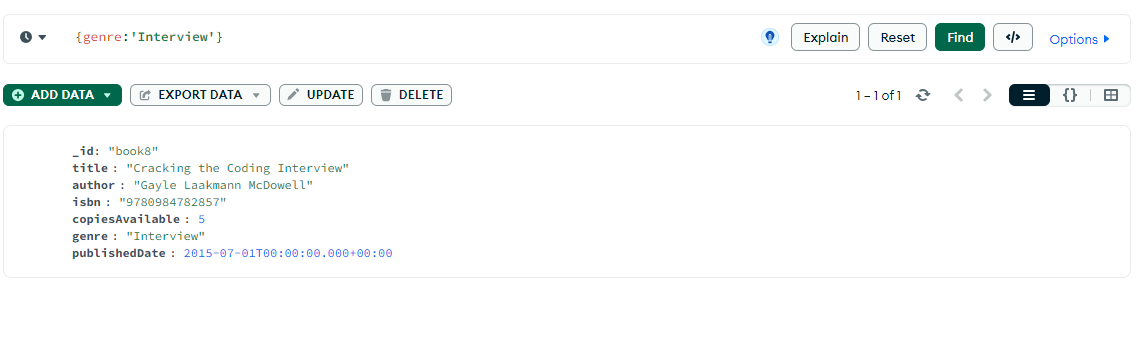 {genre:'Interview'}
Explain
Reset
Find
</>
Options
ADD DATA
EXPORT DATA
UPDATE
DELETE
1 – 1 of 1
{}
_id: "book8"
title : "Cracking the Coding Interview"
author : "Gayle Laakmann McDowell"
isbn : "9780984782857"
copiesAvailable : 5
genre : "Interview"
publishedDate : 2015-07-01T00:00:00.000+00:00